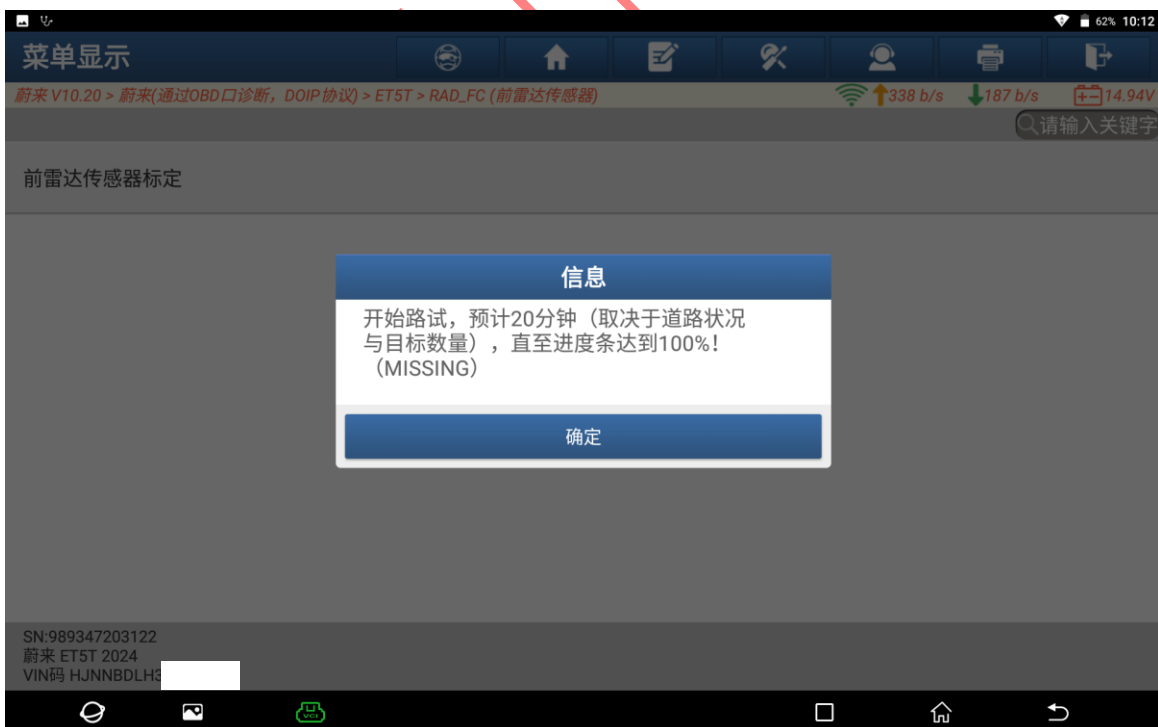 62% 10:12
菜单显示
蔚来 V10.20 > 蔚来(通过OBD口诊断，DOIP协议) > ET5T > RAD_FC (前雷达传感器) 338 b/s 187 b/s 14.94V
请输入关键字
前雷达传感器标定
信息
开始路试，预计20分钟（取决于道路状况
与目标数量），直至进度条达到100%！
（MISSING）
确定
SN:989347203122
蔚来 ET5T 2024
VIN码 HJNNBDLH3
VCI